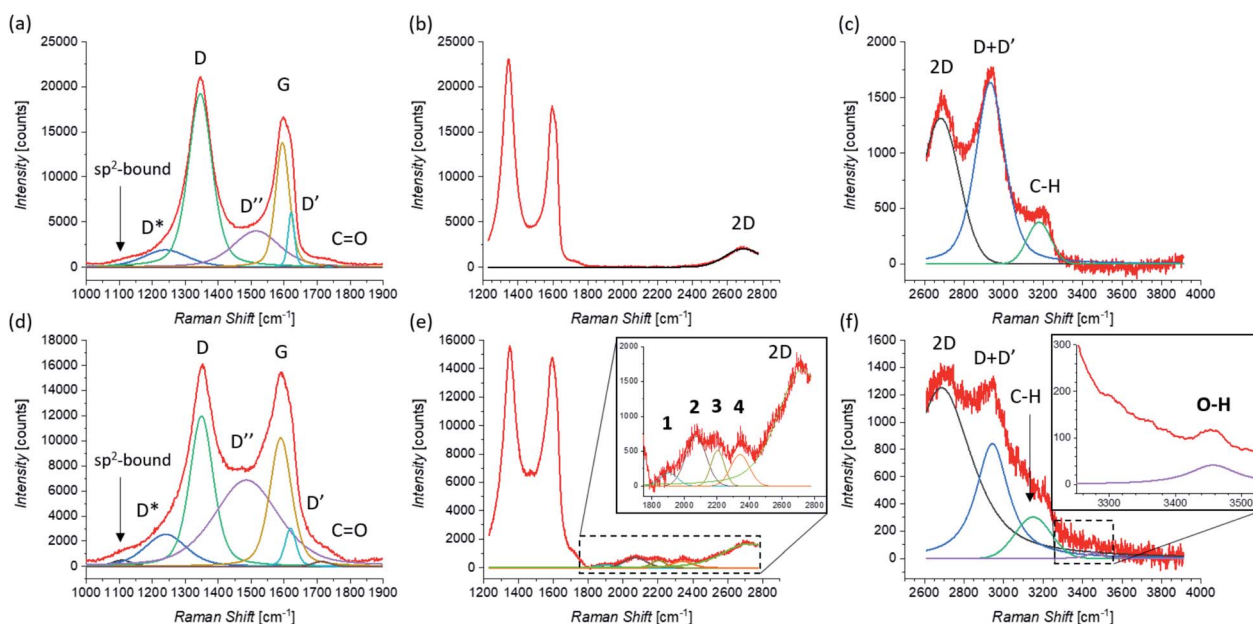 (a)
25000
20000
15000
10000
5000
0
Intensity [counts]
D
G
sp²-bound
D*
D''
D'
C=O
1000 1100 1200 1300 1400 1500 1600 1700 1800 1900
Raman Shift [cm⁻¹]
(b)
25000
20000
15000
10000
5000
0
Intensity [counts]
2D
1200 1400 1600 1800 2000 2200 2400 2600 2800
Raman Shift [cm⁻¹]
(c)
2000
1500
1000
500
0
Intensity [counts]
2D
D+D'
C-H
2600 2800 3000 3200 3400 3600 3800 4000
Raman Shift [cm⁻¹]
(d)
18000
16000
14000
12000
10000
8000
6000
4000
2000
0
Intensity [counts]
D
G
D''
sp²-bound
D*
D'
C=O
1000 1100 1200 1300 1400 1500 1600 1700 1800 1900
Raman Shift [cm⁻¹]
(e)
16000
14000
12000
10000
8000
6000
4000
2000
0
Intensity [counts]
2000
1500
1000
500
0
1
2
3
4
2D
1800 2000 2200 2400 2600 2800
1200 1400 1600 1800 2000 2200 2400 2600 2800
Raman Shift [cm⁻¹]
(f)
1600
1400
1200
1000
800
600
400
200
0
Intensity [counts]
2D
D+D'
C-H
300
200
100
0
O-H
3300 3400 3500
2600 2800 3000 3200 3400 3600 3800 4000
Raman Shift [cm⁻¹]